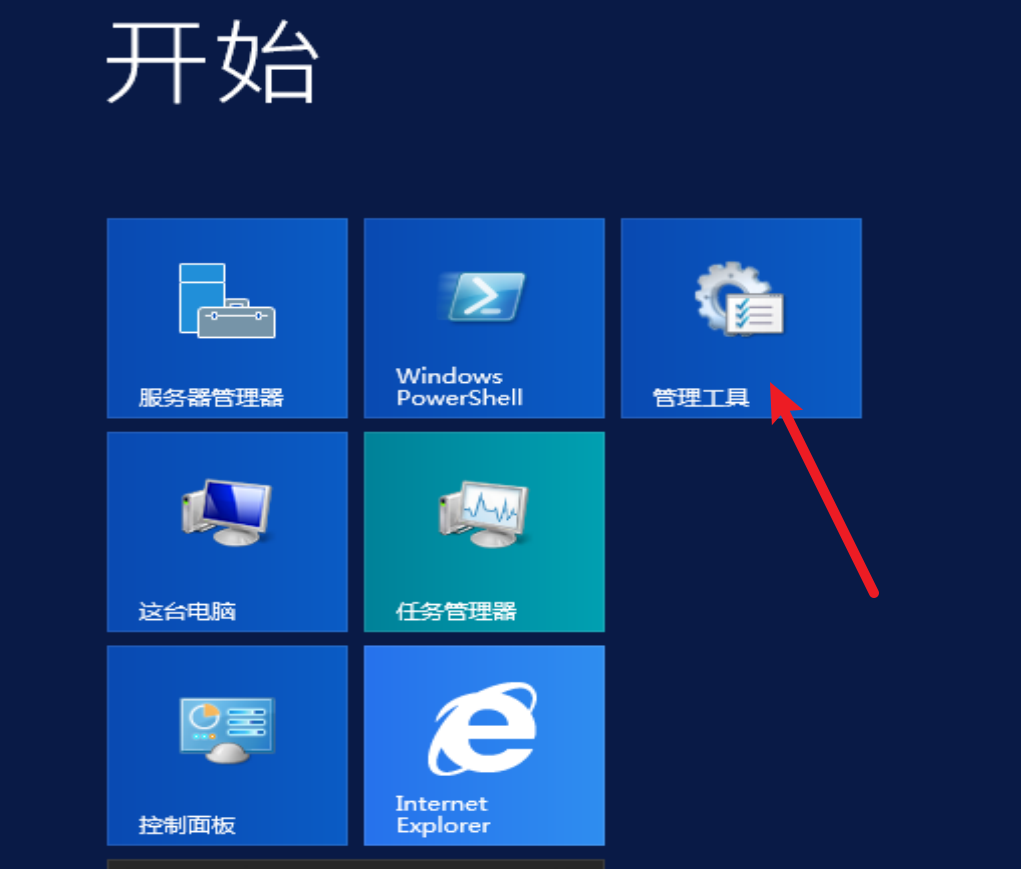 开始
服务器管理器
Windows
PowerShell
管理工具
这台电脑
任务管理器
控制面板
Internet
Explorer